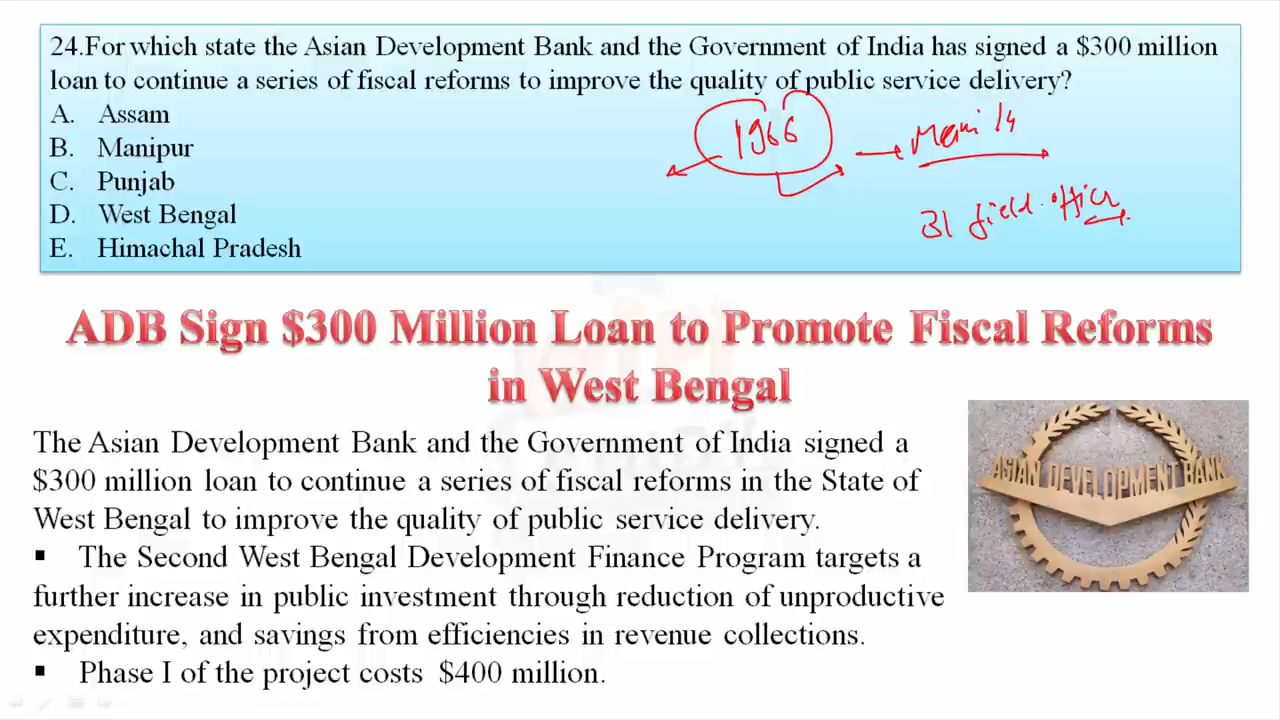 24.For which state the Asian Development Bank and the Government of India has signed a $300 million
loan to continue a series of fiscal reforms to improve the quality of public service delivery?
A. Assam
B. Manipur
C. Punjab
D. West Bengal
E. Himachal Pradesh
1966
31 field office
ADB Sign $300 Million Loan to Promote Fiscal Reforms
in West Bengal
The Asian Development Bank and the Government of India signed a
$300 million loan to continue a series of fiscal reforms in the State of
West Bengal to improve the quality of public service delivery.
▪ The Second West Bengal Development Finance Program targets a
further increase in public investment through reduction of unproductive
expenditure, and savings from efficiencies in revenue collections.
▪ Phase I of the project costs $400 million.
ASIAN DEVELOPMENT BANK